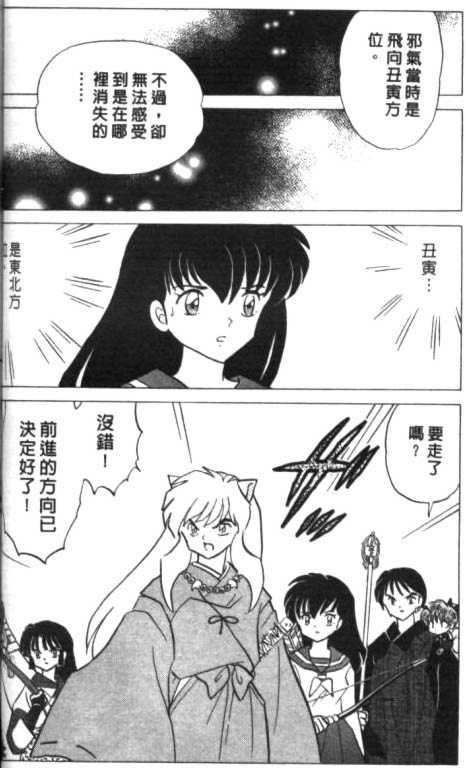 邪氣當時是
飛向丑寅方
位。
不過，卻
無法感受
到是在哪
裡消失的
……
丑寅…
是東北方
要走了
嗎？
沒錯！
前進的方向已
決定好了！